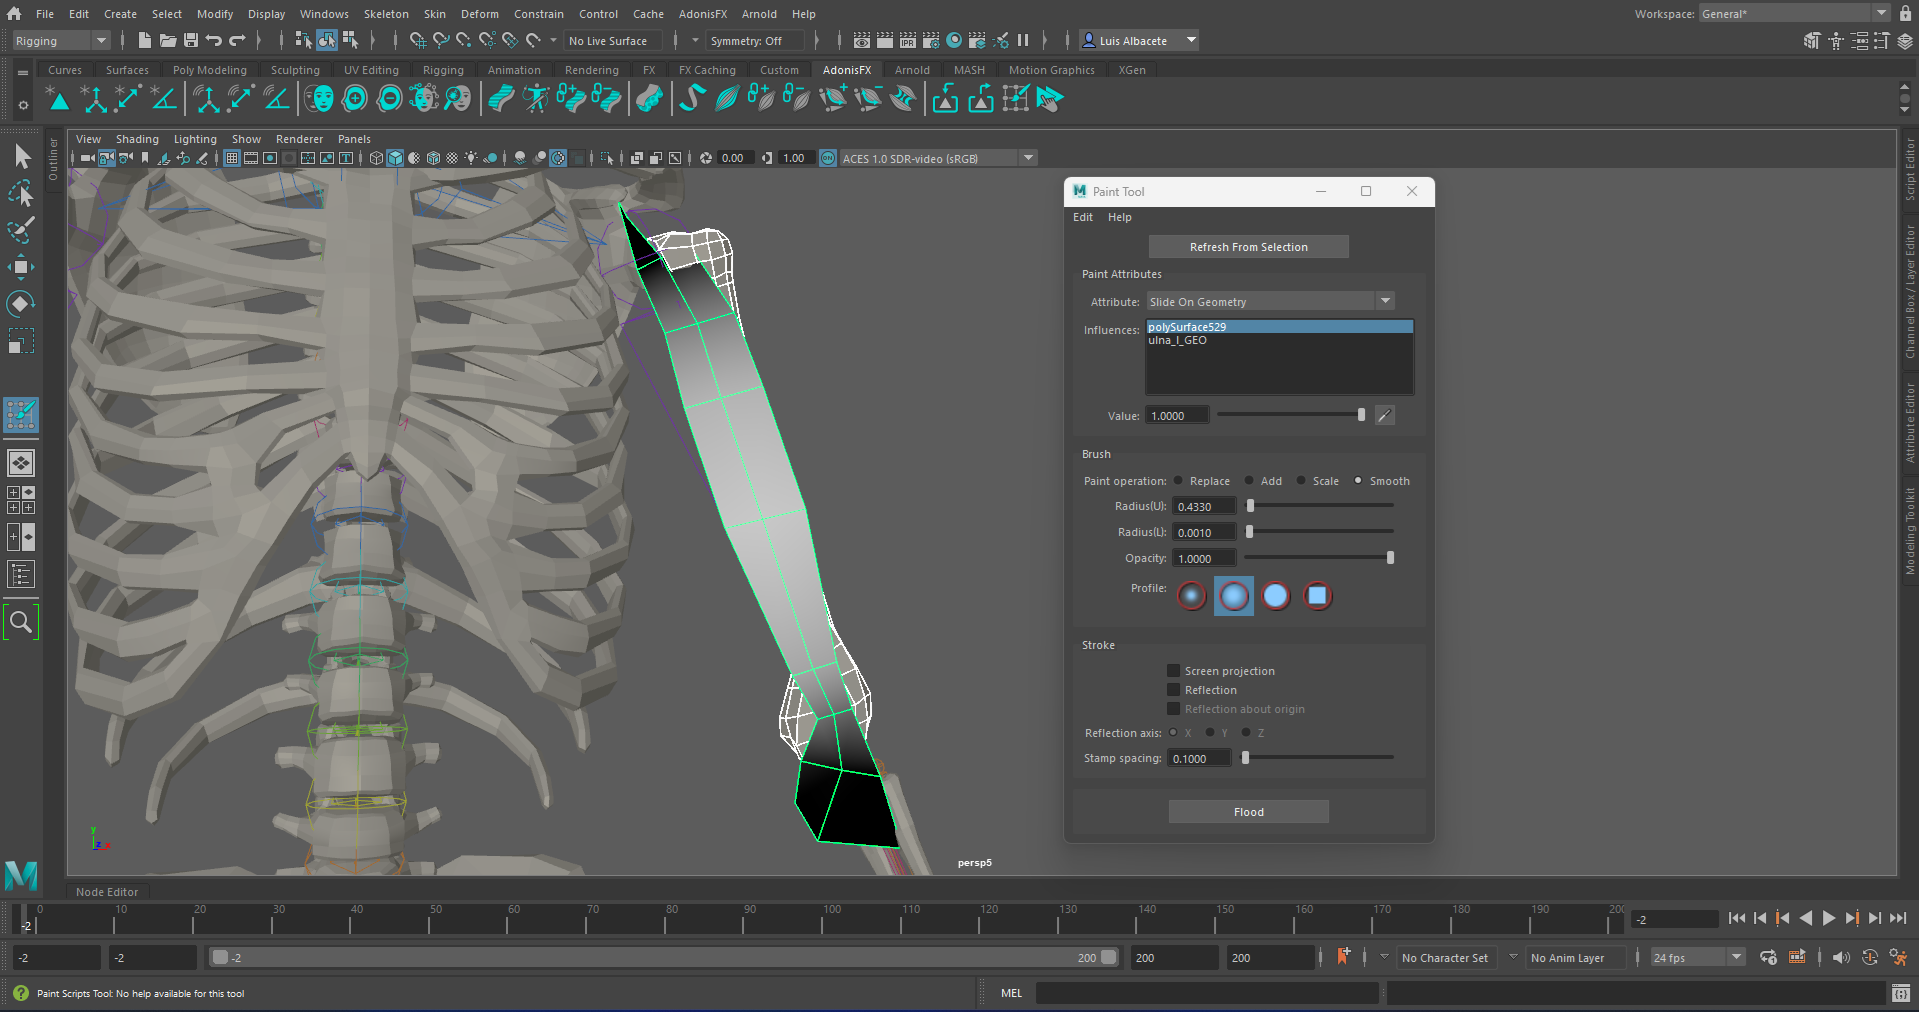 File Edit Create Select Modify Display Windows Skeleton Skin Deform Constrain Control Cache AdonisFX Arnold Help
Workspace: General*
Rigging
No Live Surface
Symmetry: Off
Luis Albacete
Curves Surfaces Poly Modeling Sculpting UV Editing Rigging Animation Rendering FX FX Caching Custom AdonisFX Arnold MASH Motion Graphics XGen
View Shading Lighting Show Renderer Panels
0.00
1.00
ACES 1.0 SDR-video (sRGB)
Outliner
Script Editor
Channel Box / Layer Editor
Attribute Editor
Modeling Toolkit
Paint Tool
Edit Help
Refresh From Selection
Paint Attributes
Attribute: Slide On Geometry
Influences: polySurface529
ulna_l_GEO
Value: 1.0000
Brush
Paint operation: Replace Add Scale Smooth
Radius(U): 0.4330
Radius(L): 0.0010
Opacity: 1.0000
Profile:
Stroke
Screen projection
Reflection
Reflection about origin
Reflection axis: X Y Z
Stamp spacing: 0.1000
Flood
y
z x
persp5
Node Editor
0 10 20 30 40 50 60 70 80 90 100 110 120 130 140 150 160 170 180 190 200
-2
-2
-2
-2
-2
200
200
200
No Character Set
No Anim Layer
24 fps
Paint Scripts Tool: No help available for this tool
MEL